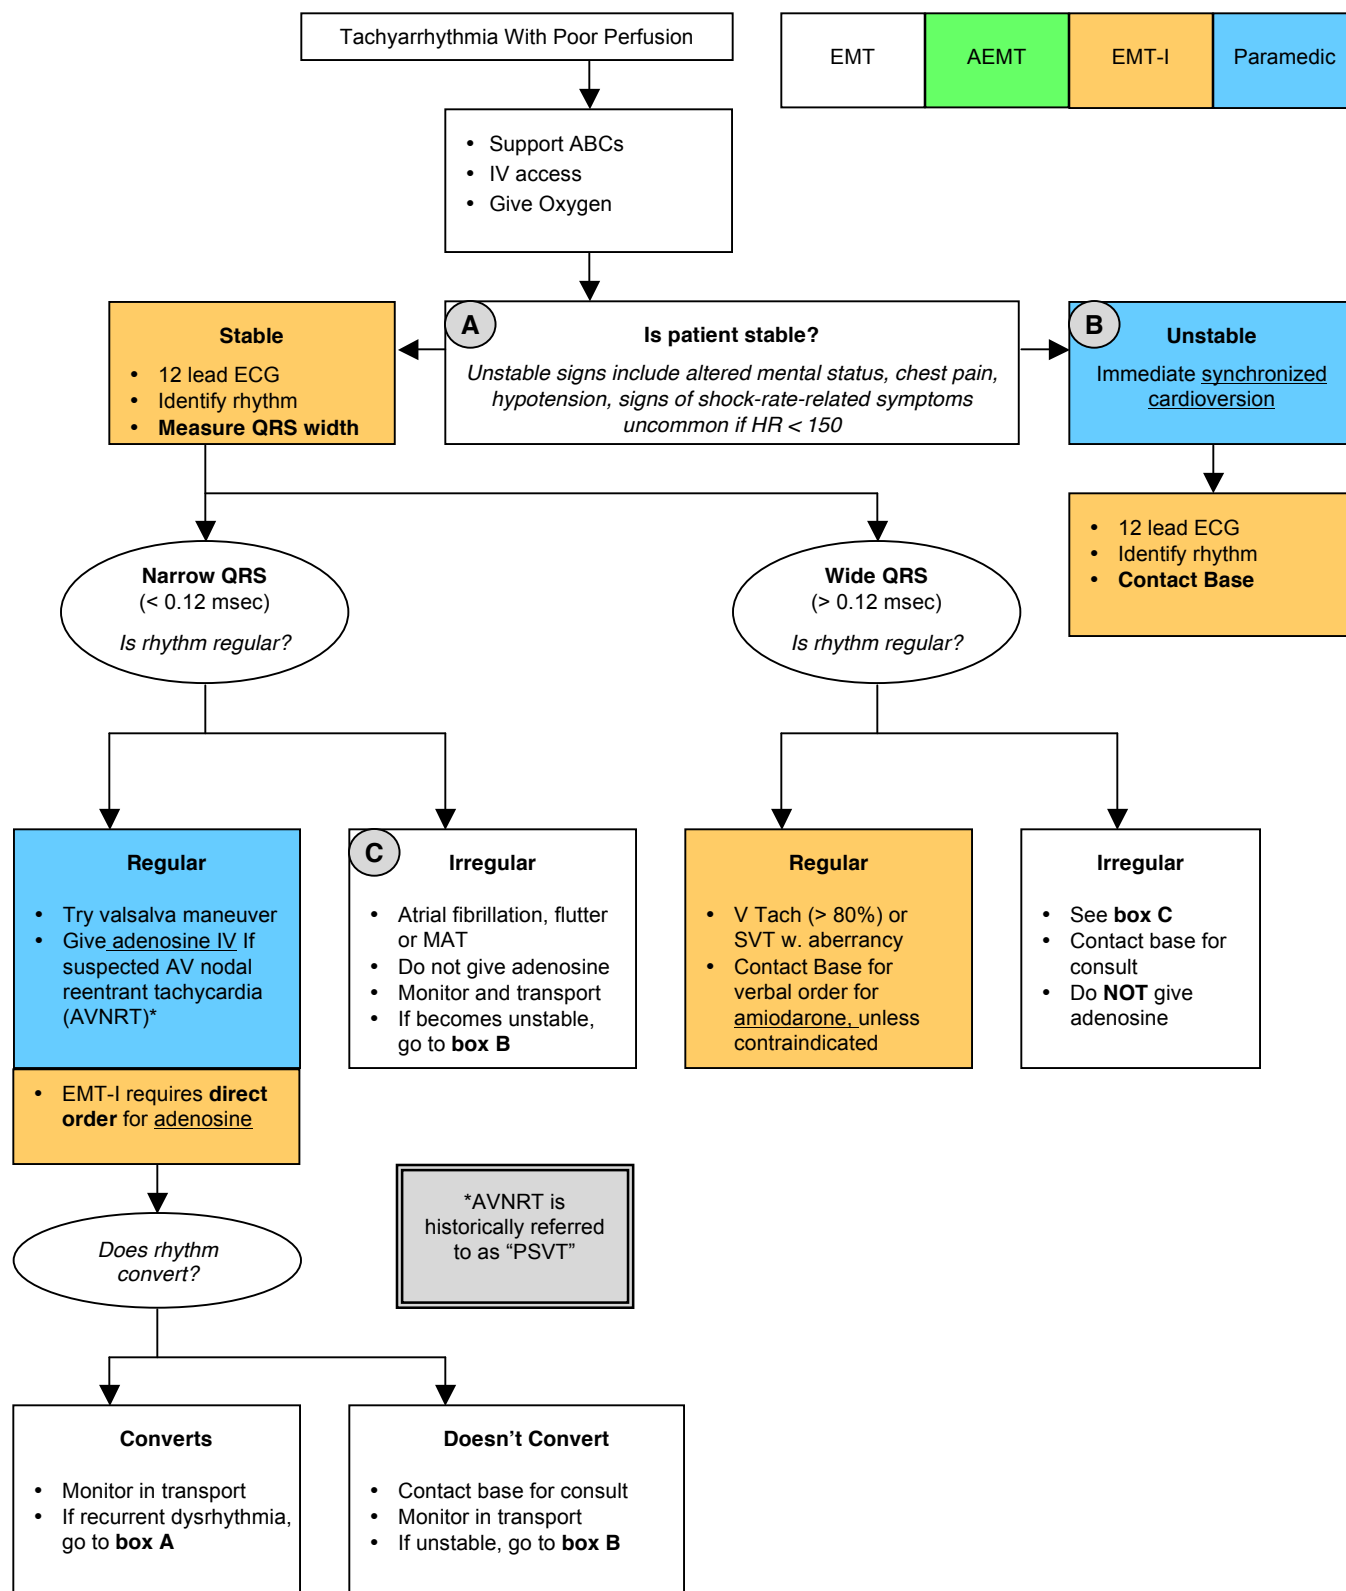 Tachyarrhythmia With Poor Perfusion
EMT
AEMT
EMT-I
Paramedic
• Support ABCs
• IV access
• Give Oxygen
Stable
• 12 lead ECG
• Identify rhythm
• Measure QRS width
A
Is patient stable?
Unstable signs include altered mental status, chest pain,
hypotension, signs of shock-rate-related symptoms
uncommon if HR < 150
B
Unstable
Immediate synchronized
cardioversion
• 12 lead ECG
• Identify rhythm
• Contact Base
Narrow QRS
(< 0.12 msec)
Is rhythm regular?
Wide QRS
(> 0.12 msec)
Is rhythm regular?
Regular
• Try valsalva maneuver
• Give adenosine IV If
suspected AV nodal
reentrant tachycardia
(AVNRT)*
• EMT-I requires direct
order for adenosine
C
Irregular
• Atrial fibrillation, flutter
or MAT
• Do not give adenosine
• Monitor and transport
• If becomes unstable,
go to box B
Regular
• V Tach (> 80%) or
SVT w. aberrancy
• Contact Base for
verbal order for
amiodarone, unless
contraindicated
Irregular
• See box C
• Contact base for
consult
• Do NOT give
adenosine
*AVNRT is
historically referred
to as “PSVT”
Does rhythm
convert?
Converts
• Monitor in transport
• If recurrent dysrhythmia,
go to box A
Doesn’t Convert
• Contact base for consult
• Monitor in transport
• If unstable, go to box B